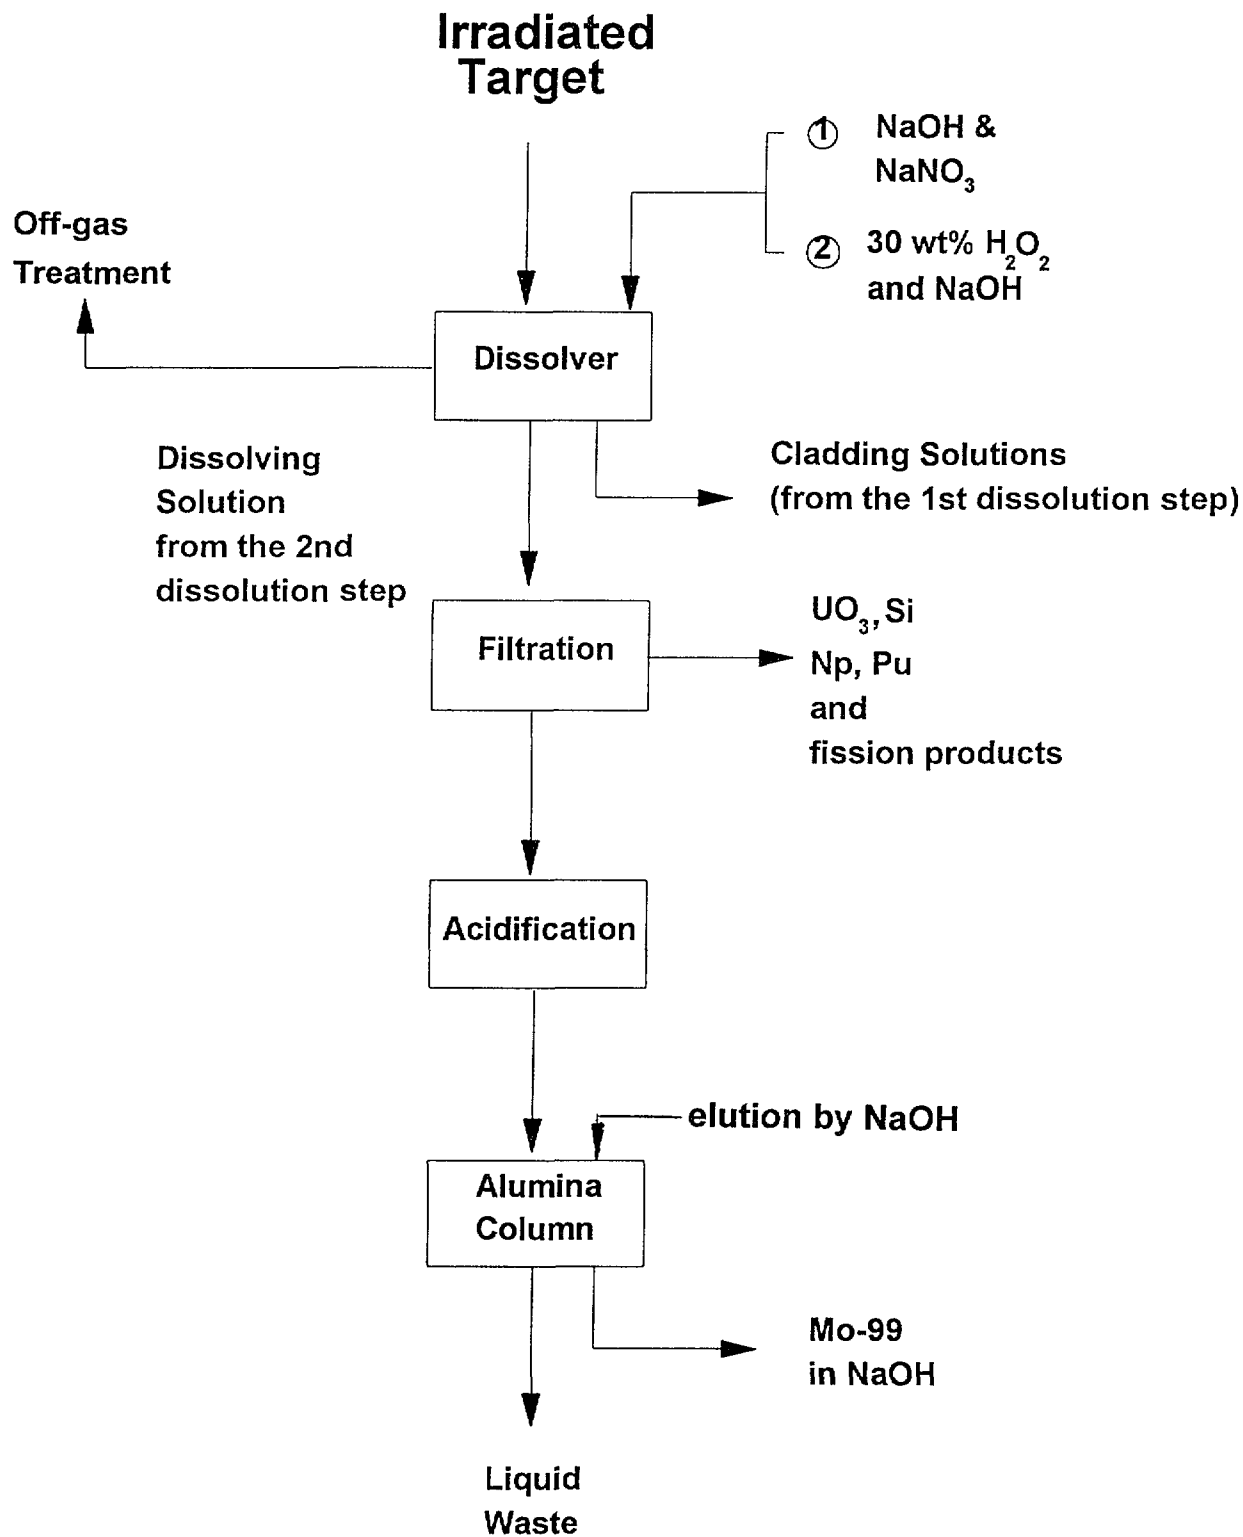 Irradiated
Target
① NaOH &
NaNO₃
Off-gas
Treatment
② 30 wt% H₂O₂
and NaOH
Dissolver
Dissolving
Solution
from the 2nd
dissolution step
Cladding Solutions
(from the 1st dissolution step)
Filtration
UO₃, Si
Np, Pu
and
fission products
Acidification
elution by NaOH
Alumina
Column
Mo-99
in NaOH
Liquid
Waste